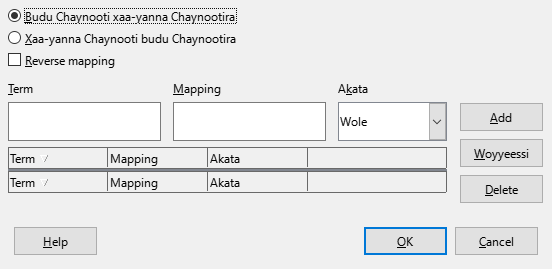 Budu Chaynooti xaa-yanna Chaynootira
Xaa-yanna Chaynooti budu Chaynootira
Reverse mapping
Term Mapping Akata
Wole
Add
Term / Mapping Akata
Woyyeessi
Term / Mapping Akata
Delete
Help OK Cancel